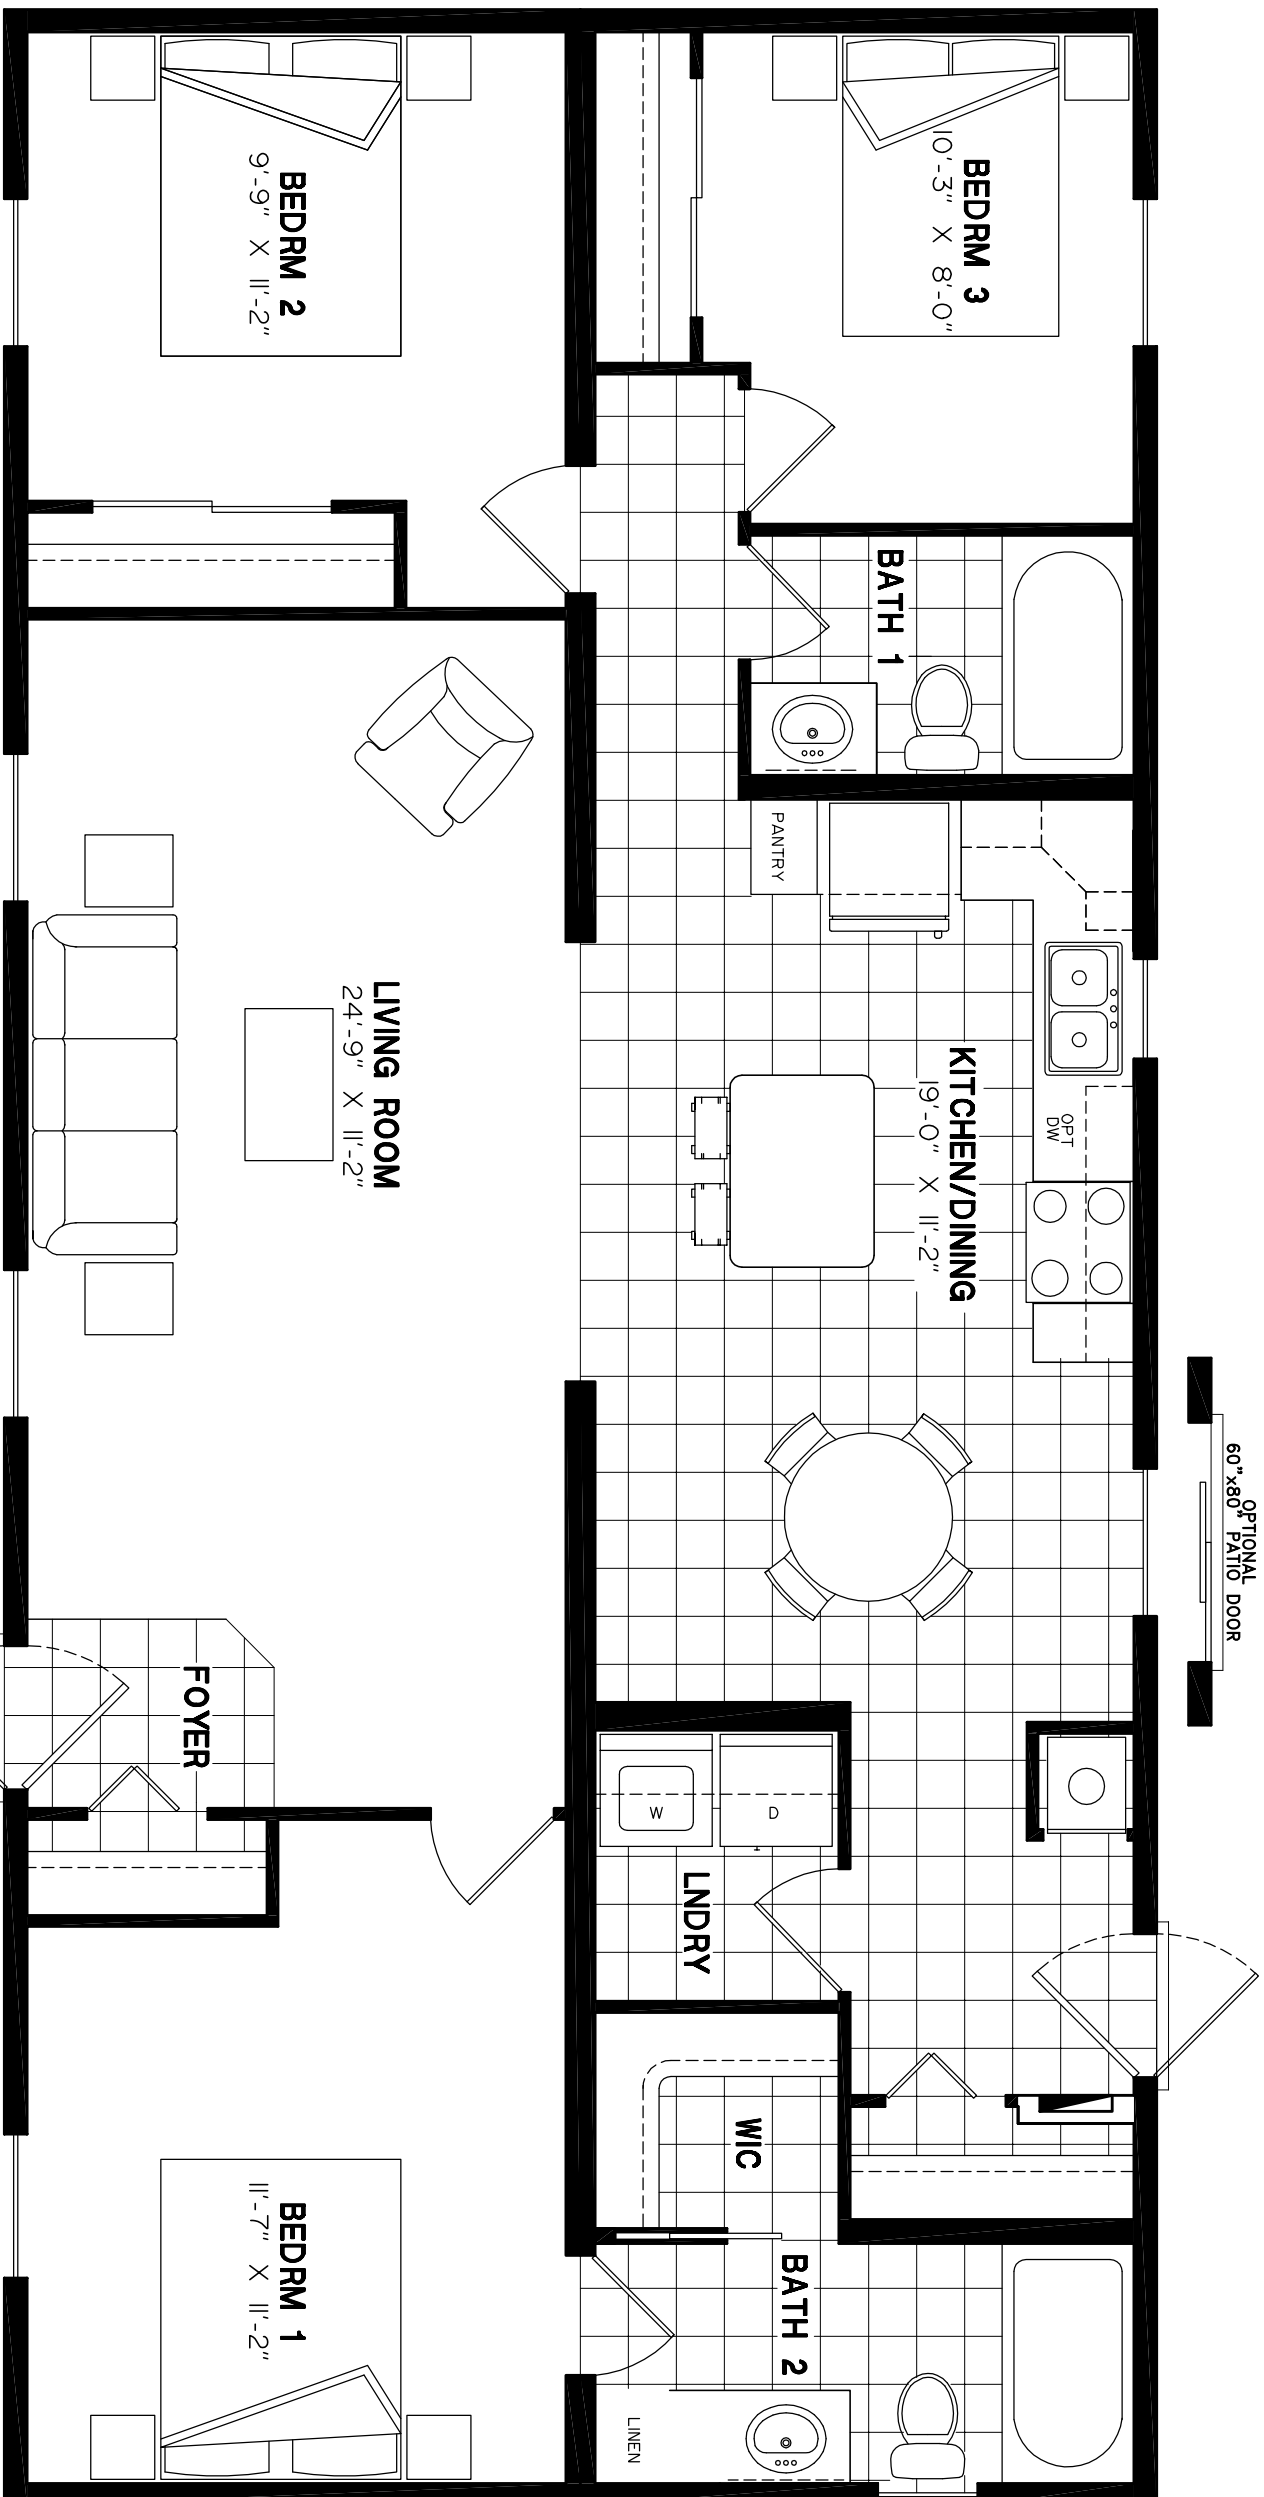 BEDRM 3
10'-3" X 8'-0"
BEDRM 2
9'-9" X 11'-2"
BATH 1
PANTRY
KITCHEN/DINING
19'-0" X 11'-2"
OPT
DW
LIVING ROOM
24'-9" X 11'-2"
OPTIONAL
60"x80" PATIO DOOR
FOYER
W
D
LNDRY
WIC
BATH 2
LINEN
BEDRM 1
11'-7" X 11'-2"